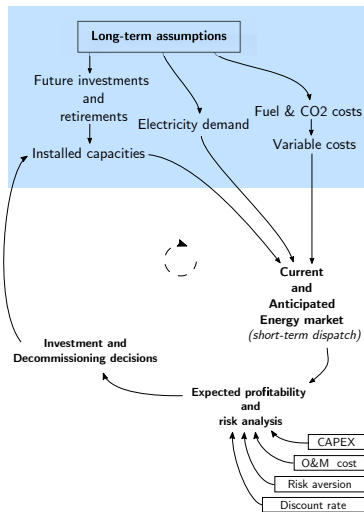 Long-term assumptions
Future investments
and
retirements
Fuel & CO2 costs
Electricity demand
Variable costs
Installed capacities
Current
and
Anticipated
Energy market
(short-term dispatch)
Investment and
Decommissioning decisions
Expected profitability
and
risk analysis
CAPEX
O&M cost
Risk aversion
Discount rate